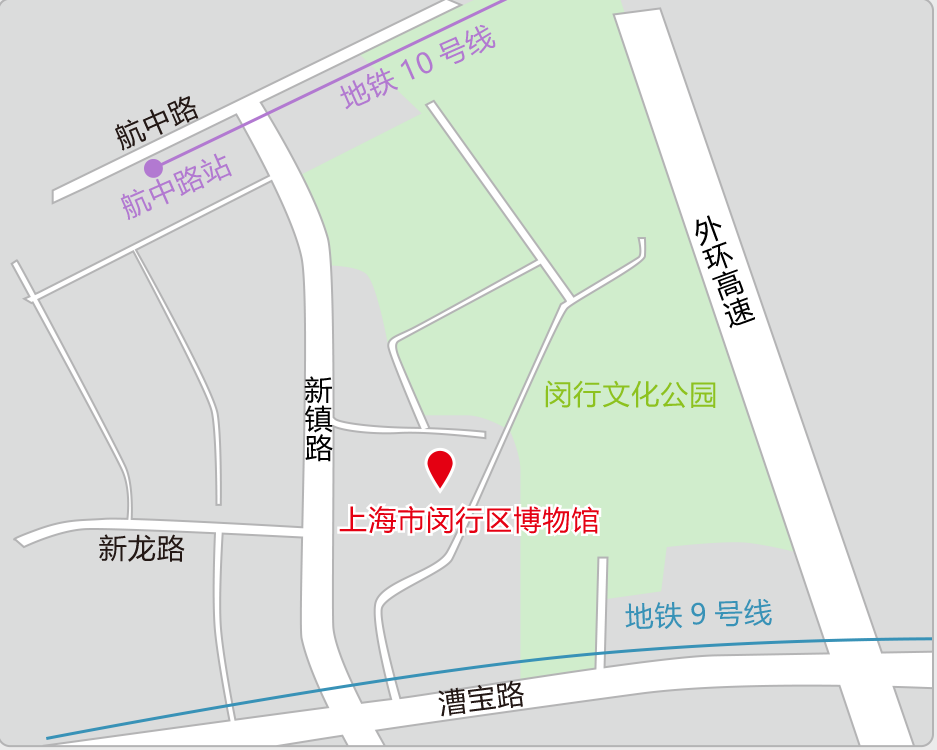 地铁 10 号线
航中路
航中路站
外环高速
新镇路
闵行文化公园
上海市闵行区博物馆
新龙路
地铁 9 号线
漕宝路